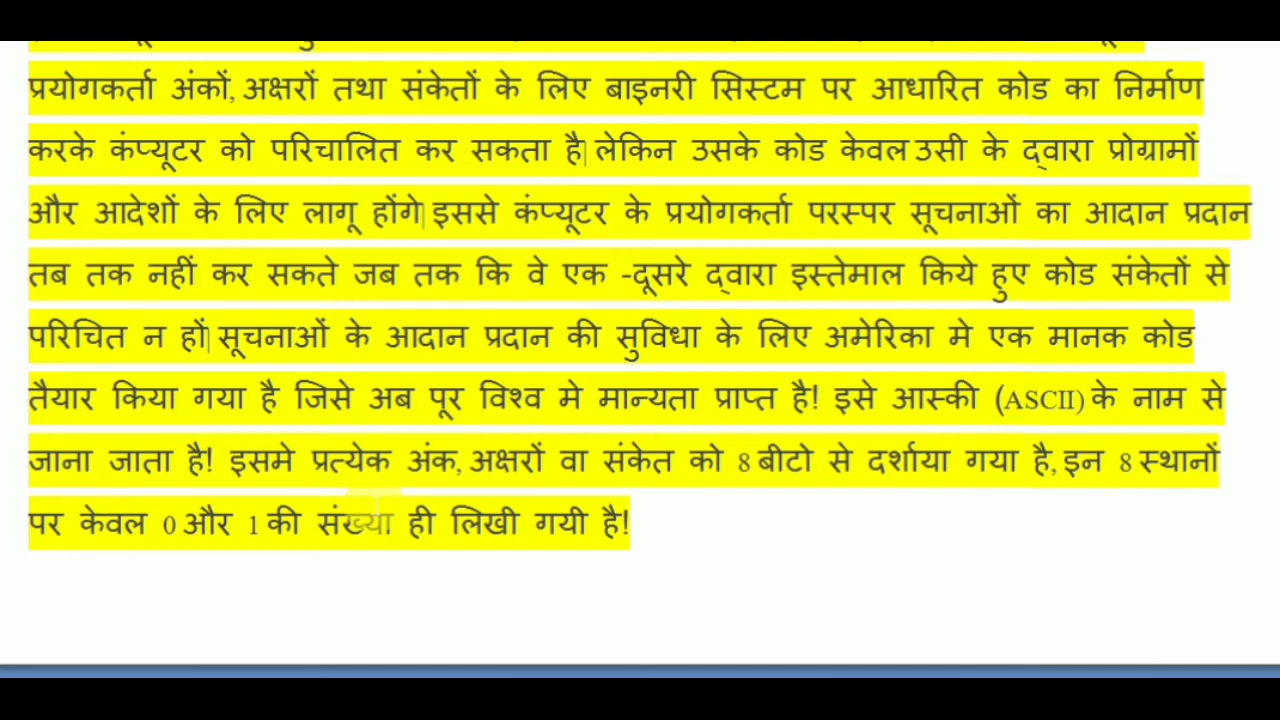 प्रयोगकर्ता अंकों, अक्षरों तथा संकेतों के लिए बाइनरी सिस्टम पर आधारित कोड का निर्माण
करके कंप्यूटर को परिचालित कर सकता है| लेकिन उसके कोड केवल उसी के द्वारा प्रोग्रामों
और आदेशों के लिए लागू होंगे| इससे कंप्यूटर के प्रयोगकर्ता परस्पर सूचनाओं का आदान प्रदान
तब तक नहीं कर सकते जब तक कि वे एक -दूसरे द्वारा इस्तेमाल किये हुए कोड संकेतों से
परिचित न हों| सूचनाओं के आदान प्रदान की सुविधा के लिए अमेरिका मे एक मानक कोड
तैयार किया गया है जिसे अब पूर विश्व मे मान्यता प्राप्त है! इसे आस्की (ASCII) के नाम से
जाना जाता है! इसमे प्रत्येक अंक, अक्षरों वा संकेत को 8 बीटो से दर्शाया गया है, इन 8 स्थानों
पर केवल 0 और 1 की संख्या ही लिखी गयी है!